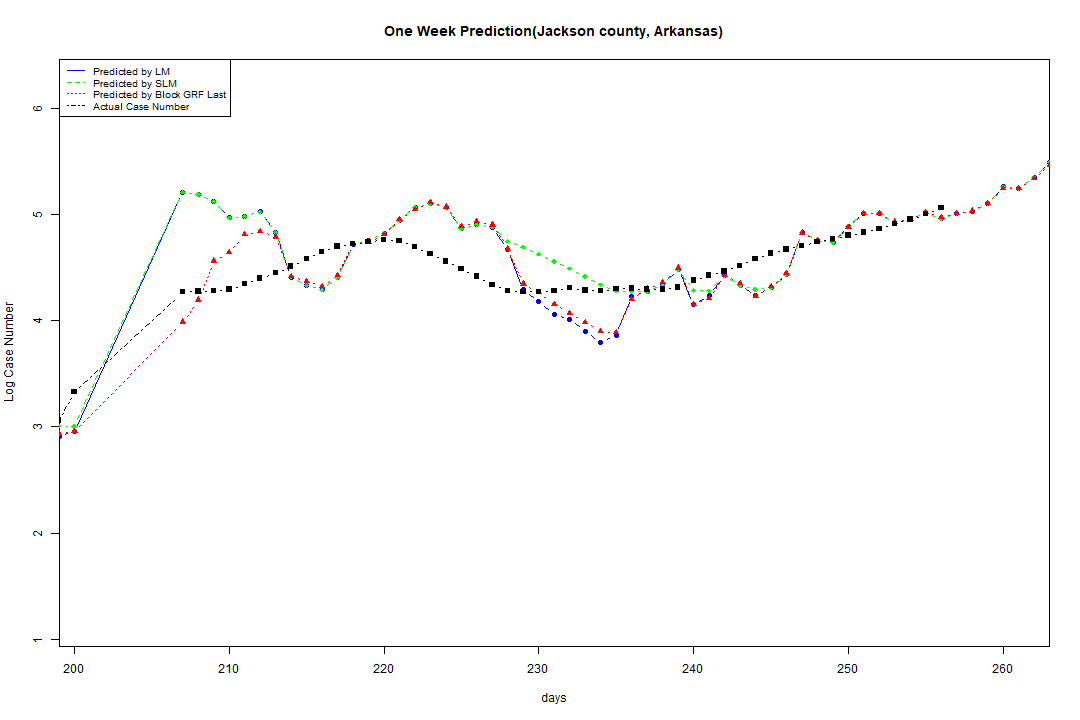 One Week Prediction(Jackson county, Arkansas)
Predicted by LM
Predicted by SLM
Predicted by Block GRF Last
Actual Case Number
6
5
4
3
2
1
Log Case Number
200 210 220 230 240 250 260
days